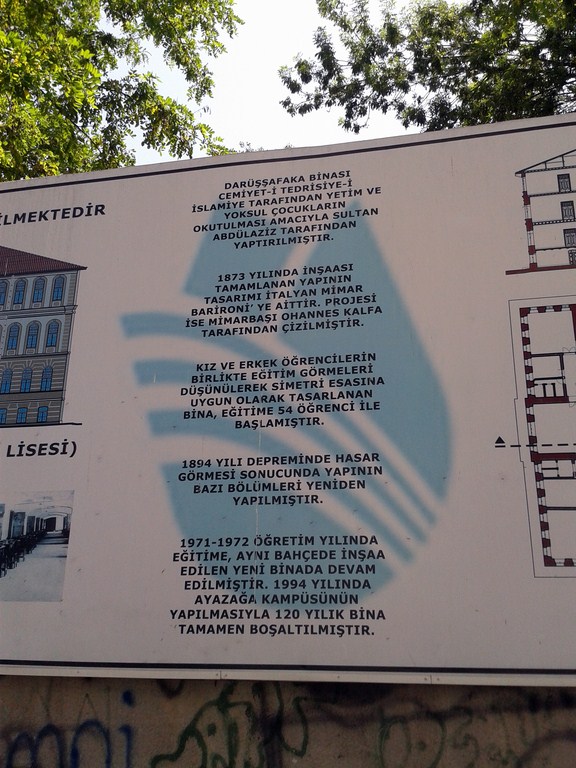 İLMEKTEDİR
LİSESİ)
DARÜŞŞAFAKA BİNASI
CEMİYET-İ TEDRİSİYE-İ
İSLAMİYE TARAFINDAN YETİM VE
YOKSUL ÇOCUKLARIN
OKUTULMASI AMACIYLA SULTAN
ABDÜLAZİZ TARAFINDAN
YAPTIRILMIŞTIR.
1873 YILINDA İNŞAASI
TAMAMLANAN YAPININ
TASARIMI İTALYAN MİMAR
BARİRONİ' YE AİTTİR. PROJESİ
İSE MİMARBAŞI OHANNES KALFA
TARAFINDAN ÇİZİLMİŞTİR.
KIZ VE ERKEK ÖĞRENCİLERİN
BİRLİKTE EĞİTİM GÖRMELERİ
DÜŞÜNÜLEREK SİMETRİ ESASINA
UYGUN OLARAK TASARLANAN
BİNA, EĞİTİME 54 ÖĞRENCİ İLE
BAŞLAMIŞTIR.
1894 YILI DEPREMİNDE HASAR
GÖRMESİ SONUCUNDA YAPININ
BAZI BÖLÜMLERİ YENİDEN
YAPILMIŞTIR.
1971-1972 ÖĞRETİM YILINDA
EĞİTİME, AYNI BAHÇEDE İNŞAA
EDİLEN YENİ BİNADA DEVAM
EDİLMİŞTİR. 1994 YILINDA
AYAZAĞA KAMPÜSÜNÜN
YAPILMASIYLA 120 YILIK BİNA
TAMAMEN BOŞALTILMIŞTIR.